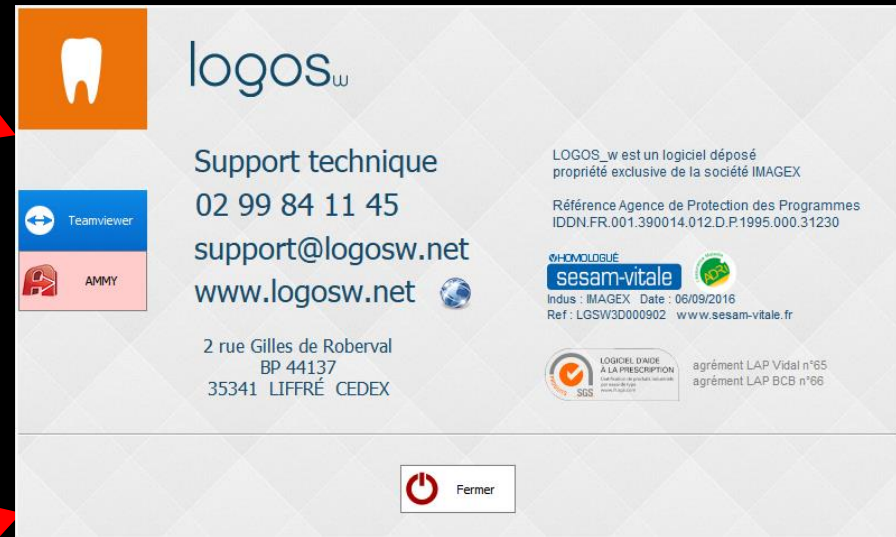 logosw
Support technique
02 99 84 11 45
support@logosw.net
www.logosw.net
2 rue Gilles de Roberval
BP 44137
35341 LIFFRÉ CEDEX
Teamviewer
AMMY
LOGOS_w est un logiciel déposé
propriété exclusive de la société IMAGEX
Référence Agence de Protection des Programmes
IDDN.FR.001.390014.012.D.P.1995.000.31230
HOMOLOGUÉ
sesam-vitale
ADRi
Indus : IMAGEX Date : 06/09/2016
Ref : LGSW3D000902 www.sesam-vitale.fr
LOGICIEL D'AIDE
À LA PRESCRIPTION
SGS
agrément LAP Vidal n°65
agrément LAP BCB n°66
Fermer